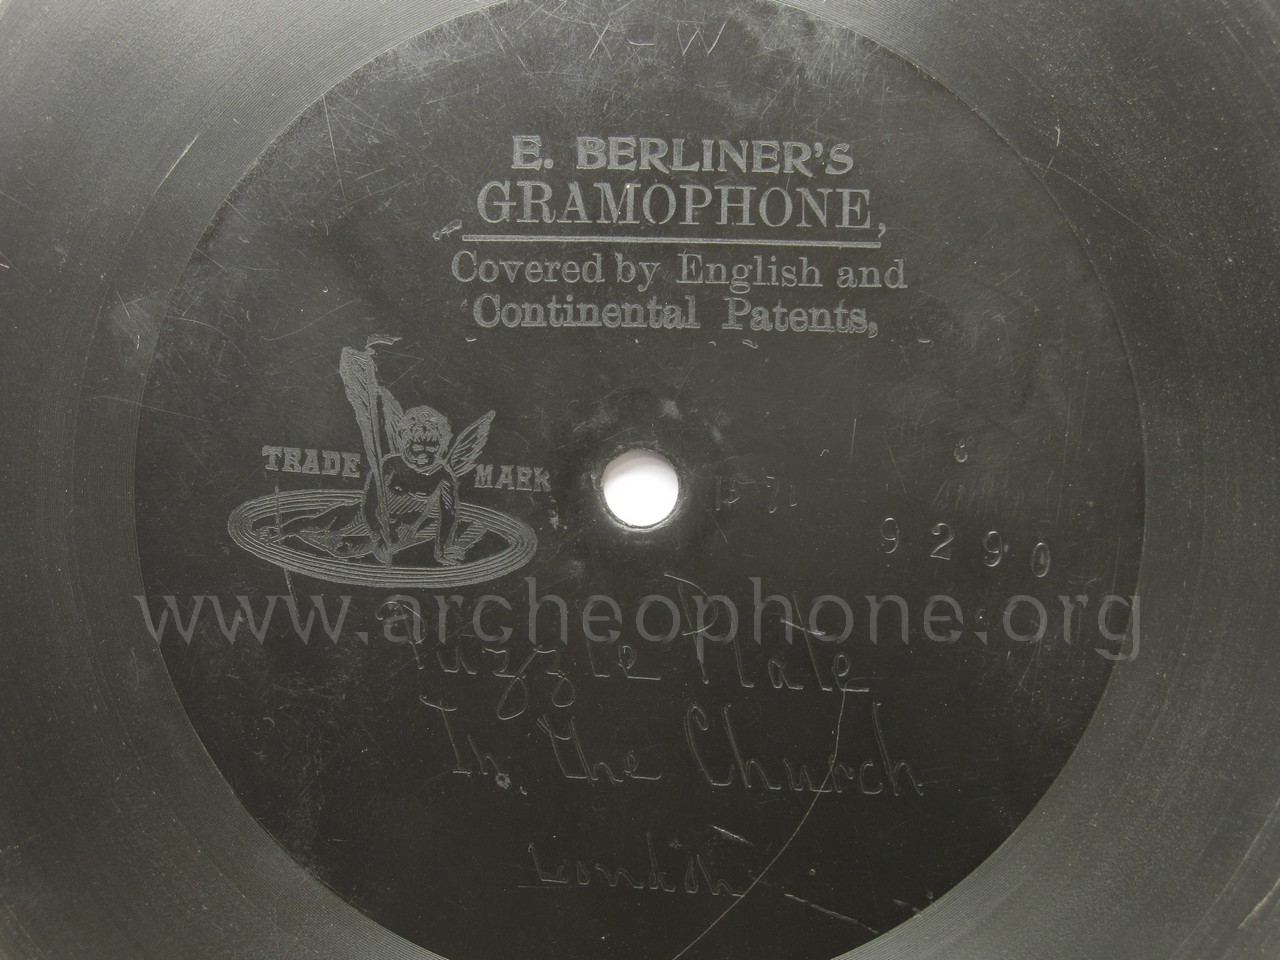 W
E. BERLINER'S
GRAMOPHONE,
Covered by English and
Continental Patents,
TRADE MARK
9290
www.archeophone.org
Puzzle Plate
In the Church
London